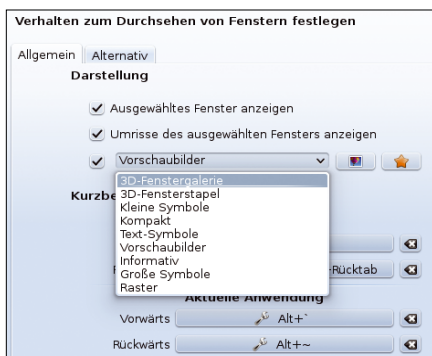 Verhalten zum Durchsehen von Fenstern festlegen
Allgemein Alternativ
Darstellung
Ausgewähltes Fenster anzeigen
Umrisse des ausgewählten Fensters anzeigen
Vorschaubilder
3D-Fenstergalerie
3D-Fensterstapel
Kleine Symbole
Kompakt
Text-Symbole
Vorschaubilder
Informativ
Große Symbole
Raster
Kurzbe
-Rücktab
Aktuelle Anwendung
Vorwärts Alt+`
Rückwärts Alt+~